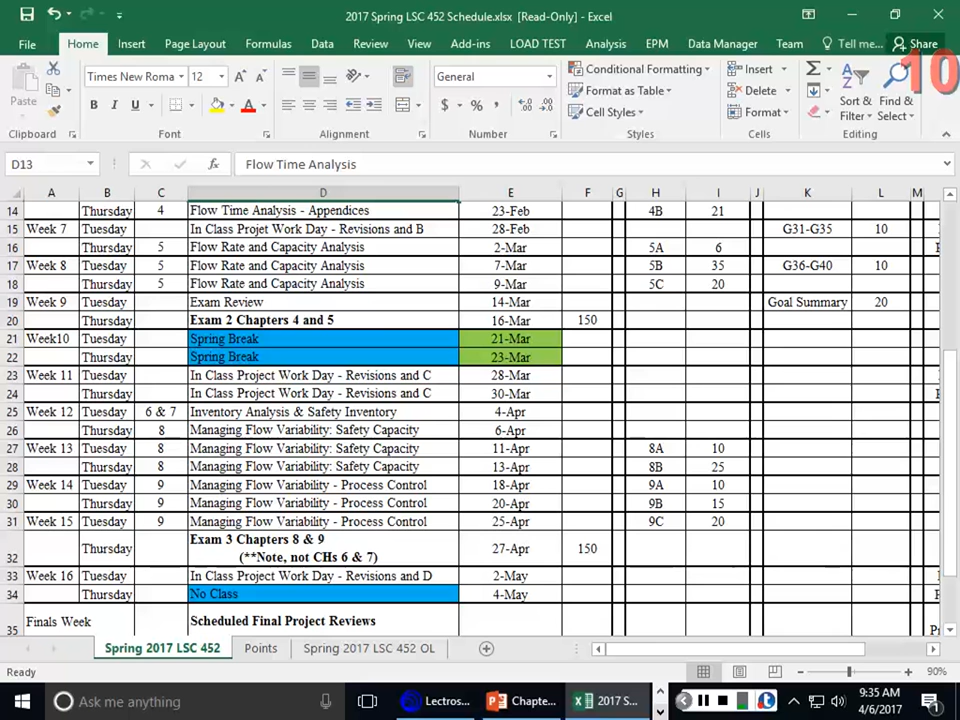 2017 Spring LSC 452 Schedule.xlsx [Read-Only] - Excel
File Home Insert Page Layout Formulas Data Review View Add-ins LOAD TEST Analysis EPM Data Manager Team Tell me... Share
10
Paste
Times New Roma 12
B I U
General
$ % ,
Conditional Formatting
Format as Table
Cell Styles
Insert
Delete
Format
Sort & Filter
Find & Select
Clipboard Font Alignment Number Styles Cells Editing
D13 fx Flow Time Analysis
A B C D E F G H I J K L M
14 Thursday 4 Flow Time Analysis - Appendices 23-Feb 4B 21
15 Week 7 Tuesday In Class Projet Work Day - Revisions and B 28-Feb G31-G35 10
16 Thursday 5 Flow Rate and Capacity Analysis 2-Mar 5A 6
17 Week 8 Tuesday 5 Flow Rate and Capacity Analysis 7-Mar 5B 35 G36-G40 10
18 Thursday 5 Flow Rate and Capacity Analysis 9-Mar 5C 20
19 Week 9 Tuesday Exam Review 14-Mar Goal Summary 20
20 Thursday Exam 2 Chapters 4 and 5 16-Mar 150
21 Week10 Tuesday Spring Break 21-Mar
22 Thursday Spring Break 23-Mar
23 Week 11 Tuesday In Class Project Work Day - Revisions and C 28-Mar
24 Thursday In Class Project Work Day - Revisions and C 30-Mar
25 Week 12 Tuesday 6 & 7 Inventory Analysis & Safety Inventory 4-Apr
26 Thursday 8 Managing Flow Variability: Safety Capacity 6-Apr
27 Week 13 Tuesday 8 Managing Flow Variability: Safety Capacity 11-Apr 8A 10
28 Thursday 8 Managing Flow Variability: Safety Capacity 13-Apr 8B 25
29 Week 14 Tuesday 9 Managing Flow Variability - Process Control 18-Apr 9A 10
30 Thursday 9 Managing Flow Variability - Process Control 20-Apr 9B 15
31 Week 15 Tuesday 9 Managing Flow Variability - Process Control 25-Apr 9C 20
32 Thursday Exam 3 Chapters 8 & 9 27-Apr 150
(**Note, not CHs 6 & 7)
33 Week 16 Tuesday In Class Project Work Day - Revisions and D 2-May
34 Thursday No Class 4-May
35 Finals Week Scheduled Final Project Reviews
Spring 2017 LSC 452 Points Spring 2017 LSC 452 OL
Ready 90%
Ask me anything Lectros... Chapte... 2017 S... 9:35 AM
4/6/2017